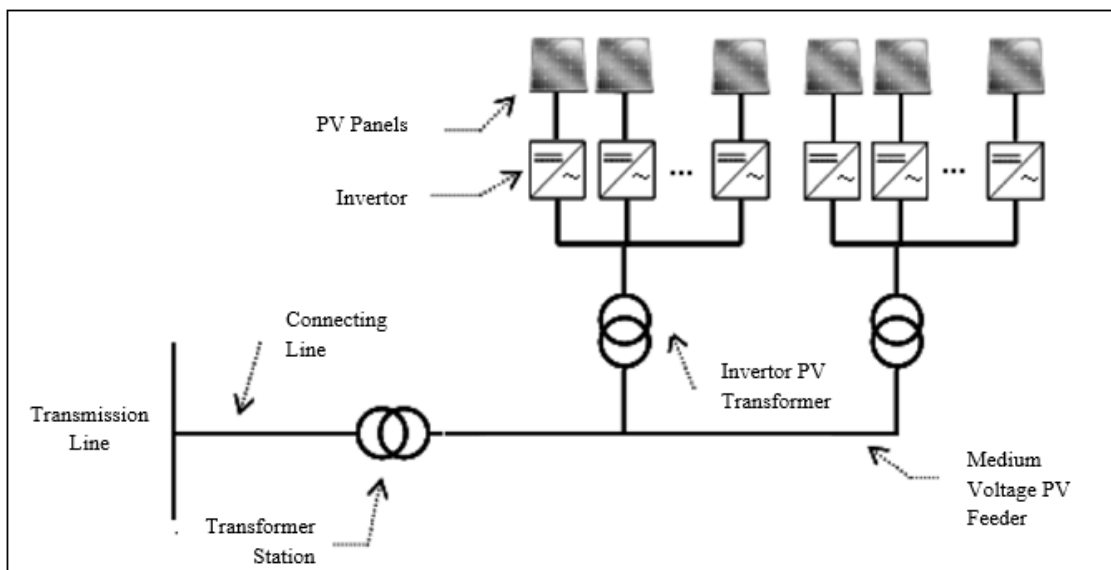 PV Panels
Invertor
Connecting
Line
Invertor PV
Transformer
Transmission
Line
Medium
Voltage PV
Feeder
Transformer
Station